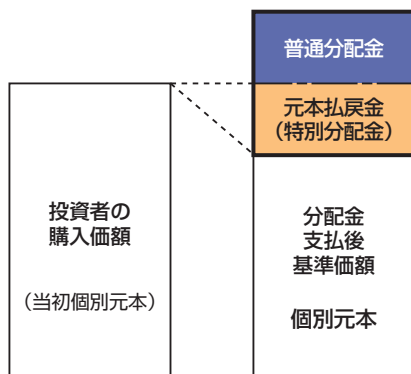 普通分配金
元本払戻金
（特別分配金）
投資者の
購入価額
（当初個別元本）
分配金
支払後
基準価額
個別元本